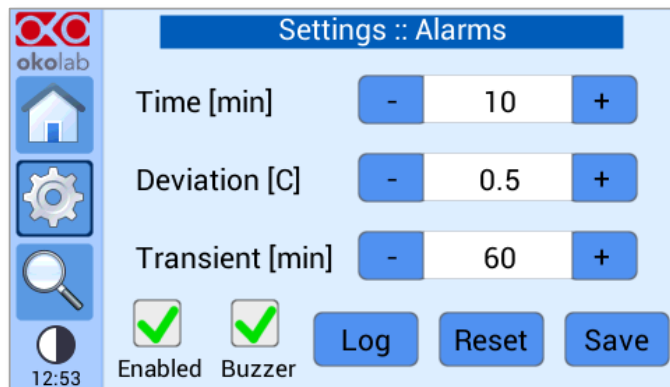 okolab
Settings :: Alarms
Time [min] - 10 +
Deviation [C] - 0.5 +
Transient [min] - 60 +
Enabled Buzzer Log Reset Save
12:53